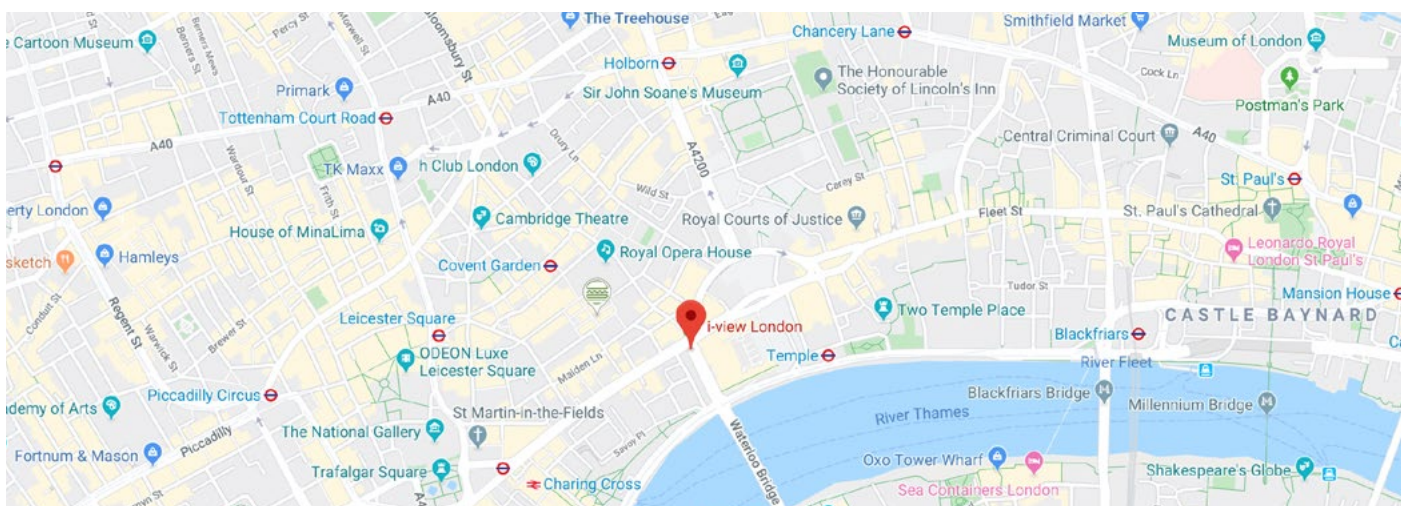 The Treehouse
Smithfield Market
Chancery Lane
Museum of London
e Cartoon Museum
Berners Mews
Berners St
Percy St
Bloomsbury St
Holborn
Sir John Soane's Museum
The Honourable
Society of Lincoln's Inn
Cock Ln
Postman's Park
Primark
A40
Tottenham Court Road
A40
Drury Ln
A4200
Central Criminal Court
A40
Wardour St
Frith St
TK Maxx
h Club London
Wild St
Carey St
St. Paul's
erty London
Cambridge Theatre
Royal Courts of Justice
Fleet St
St. Paul's Cathedral
House of MinaLima
Royal Opera House
Leonardo Royal
London St Paul's
sketch
Hamleys
Covent Garden
Tudor St
Mansion House
Conduit St
Regent St
Warwick St
Brewer St
Leicester Square
i-view London
Two Temple Place
CASTLE BAYNARD
Blackfriars
ODEON Luxe
Leicester Square
Maiden Ln
Temple
River Fleet
Ca
Piccadilly Circus
Blackfriars Bridge
Millennium Bridge
ademy of Arts
St Martin-in-the-Fields
River Thames
The National Gallery
Savoy Pl
Waterloo Bridge
Piccadilly
Fortnum & Mason
Trafalgar Square
Oxo Tower Wharf
Shakespeare's Globe
Charing Cross
Sea Containers London
A4